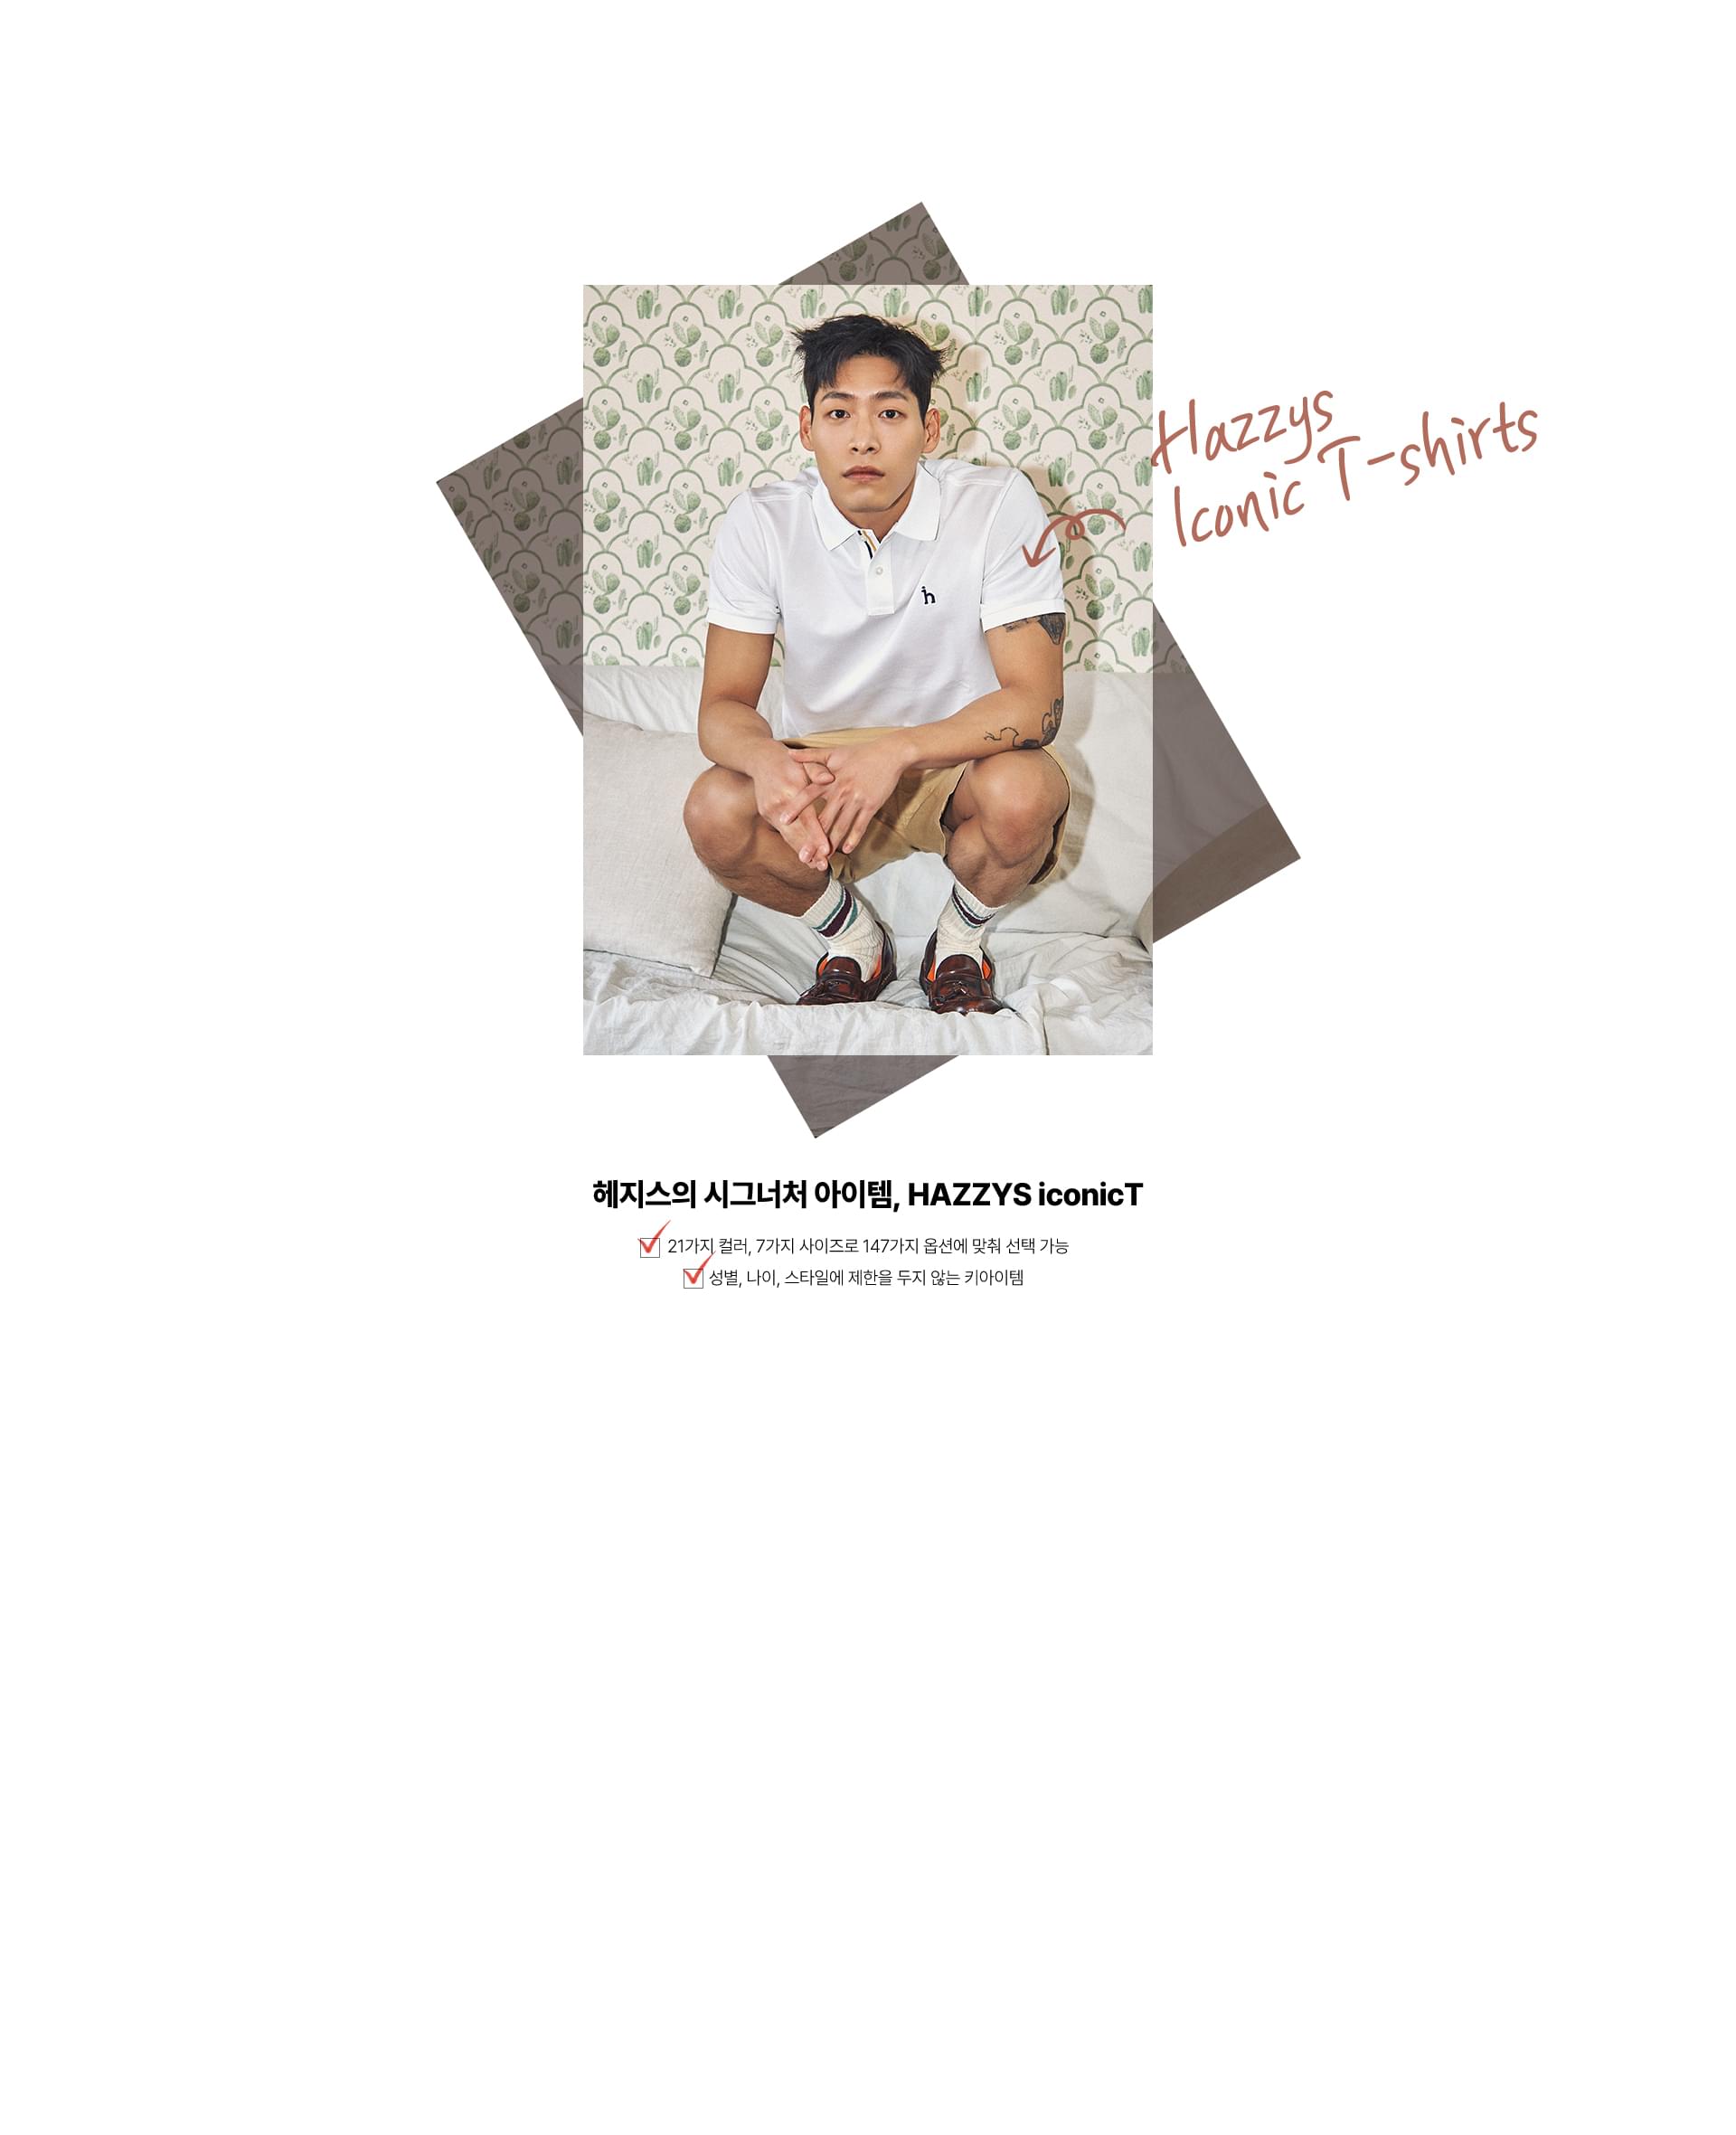 Hazzys
Iconic T-shirts
h
헤지스의 시그너처 아이템, HAZZYS iconicT
21가지 컬러, 7가지 사이즈로 147가지 옵션에 맞춰 선택 가능
성별, 나이, 스타일에 제한을 두지 않는 키아이템